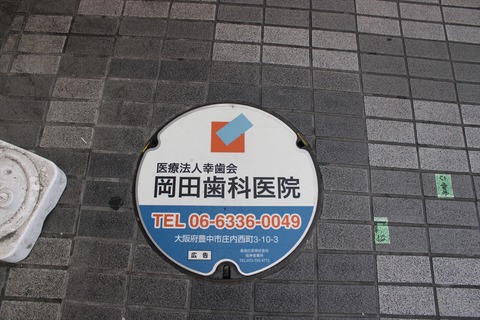 医療法人幸歯会
岡田歯科医院
TEL 06-6336-0049
大阪府豊中市庄内西町3-10-3
広告